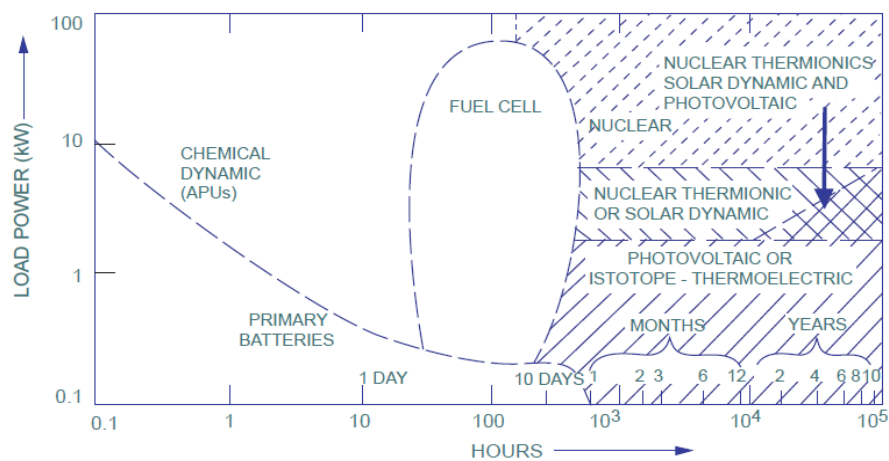 100
10
1
0.1
LOAD POWER (kW)
CHEMICAL
DYNAMIC
(APUs)
PRIMARY
BATTERIES
FUEL CELL
NUCLEAR THERMIONICS
SOLAR DYNAMIC AND
PHOTOVOLTAIC
NUCLEAR
NUCLEAR THERMIONIC
OR SOLAR DYNAMIC
PHOTOVOLTAIC OR
ISTOTOPE - THERMOELECTRIC
MONTHS YEARS
1 DAY 10 DAYS 1 2 3 6 12 2 4 6 8 10
0.1 1 10 100 10³ 10⁴ 10⁵
HOURS